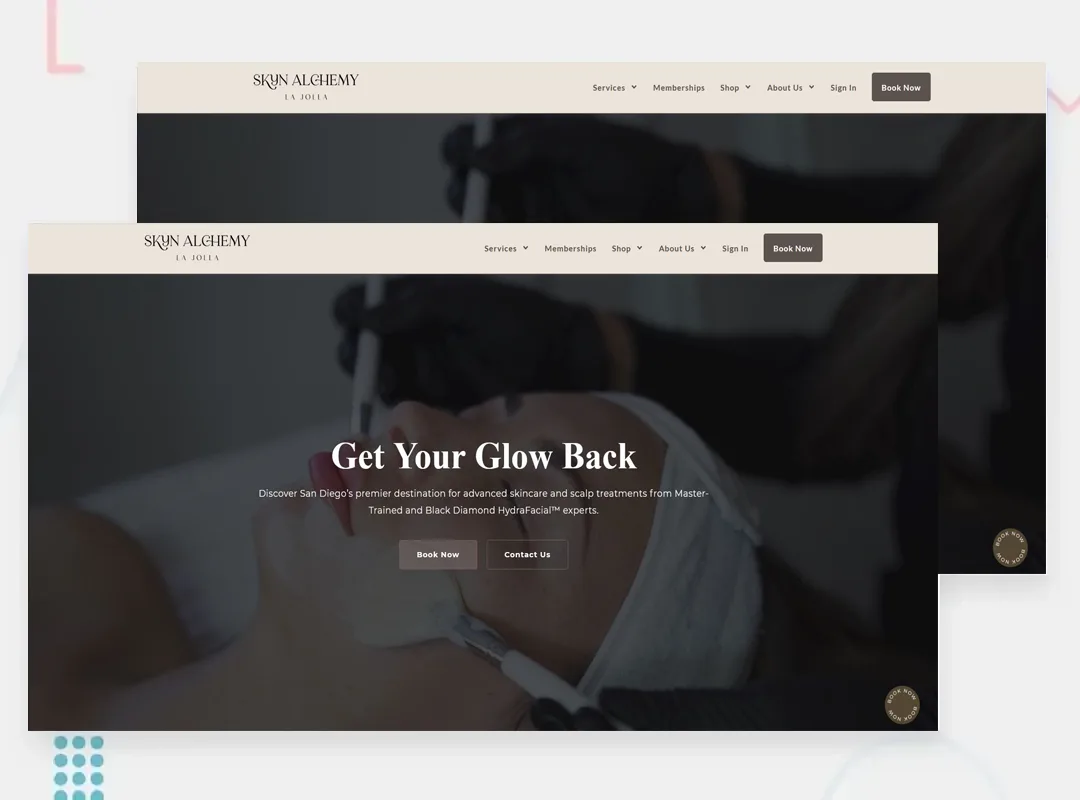 SKYN ALCHEMY
LA JOLLA
Services Memberships Shop About Us Sign In Book Now
SKYN ALCHEMY
LA JOLLA
Services Memberships Shop About Us Sign In Book Now
Get Your Glow Back
Discover San Diego's premier destination for advanced skincare and scalp treatments from Master-
Trained and Black Diamond HydraFacial™ experts.
Book Now Contact Us
BOOK NOW BOOK NOW
BOOK NOW BOOK NOW